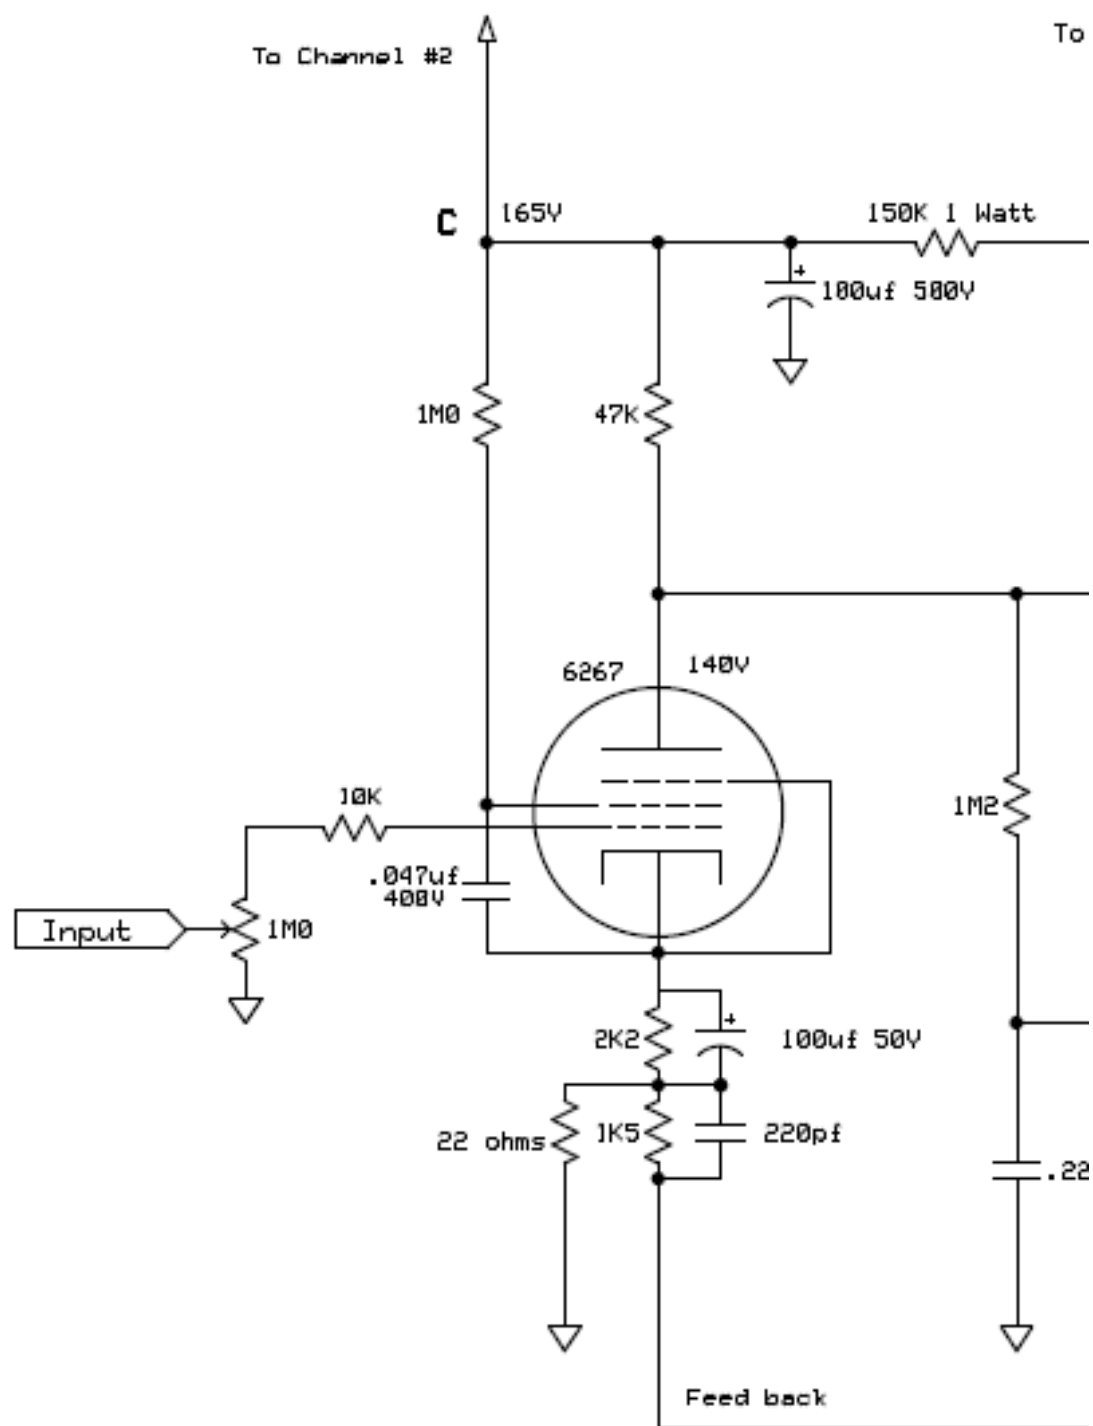 To
To Channel #2
C
165V
150K 1 Watt
+
100uf 500V
1M0
47K
6267
140V
10K
1M2
.047uf
400V
Input
1M0
+
2K2
100uf 50V
22 ohms
1K5
220pf
.22
Feed back